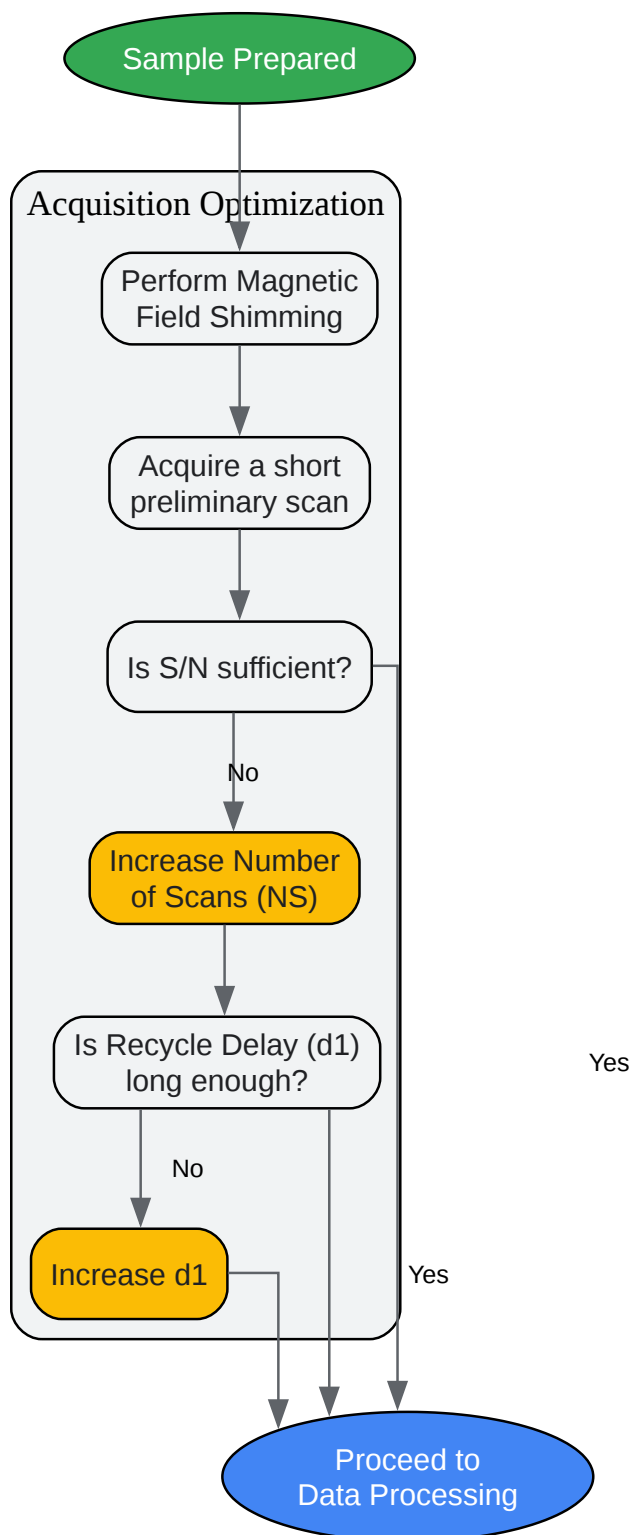 Sample Prepared
Acquisition Optimization
Perform Magnetic
Field Shimming
Acquire a short
preliminary scan
Is S/N sufficient?
No
Increase Number
of Scans (NS)
Is Recycle Delay (d1)
long enough?
Yes
No
Increase d1
Yes
Proceed to
Data Processing